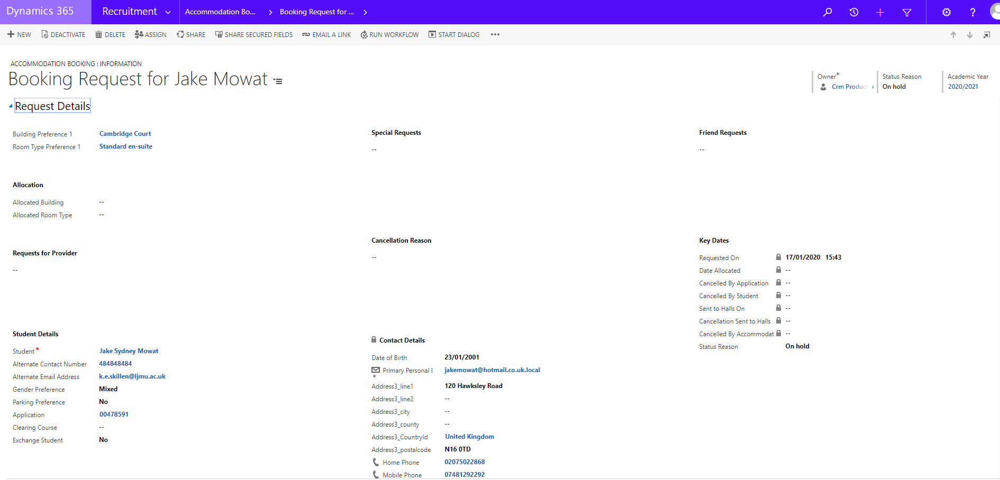 Dynamics 365 Recruitment Accommodation Bo... Booking Request for ...
NEW DEACTIVATE DELETE ASSIGN SHARE SHARE SECURED FIELDS EMAIL A LINK RUN WORKFLOW START DIALOG •••
ACCOMMODATION BOOKING : INFORMATION
Booking Request for Jake Mowat
Owner*
Crm Product
Status Reason
On hold
Academic Year
2020/2021
Request Details
Building Preference 1 Cambridge Court
Room Type Preference 1 Standard en-suite
Special Requests
--
Friend Requests
--
Allocation
Allocated Building --
Allocated Room Type --
Requests for Provider
--
Cancellation Reason
--
Key Dates
Requested On 17/01/2020 15:43
Date Allocated --
Cancelled By Application --
Cancelled By Student --
Sent to Halls On --
Cancellation Sent to Halls --
Cancelled By Accommodat --
Status Reason On hold
Student Details
Student* Jake Sydney Mowat
Alternate Contact Number 484848484
Alternate Email Address k.e.skillen@ljmu.ac.uk
Gender Preference Mixed
Parking Preference No
Application 00478591
Clearing Course --
Exchange Student No
Contact Details
Date of Birth 23/01/2001
Primary Personal E jakemowat@hotmail.co.uk.local
*
Address3_line1 120 Hawksley Road
Address3_line2 --
Address3_city --
Address3_county --
Address3_CountryId United Kingdom
Address3_postalcode N16 0TD
Home Phone 02075022868
Mobile Phone 07481292292